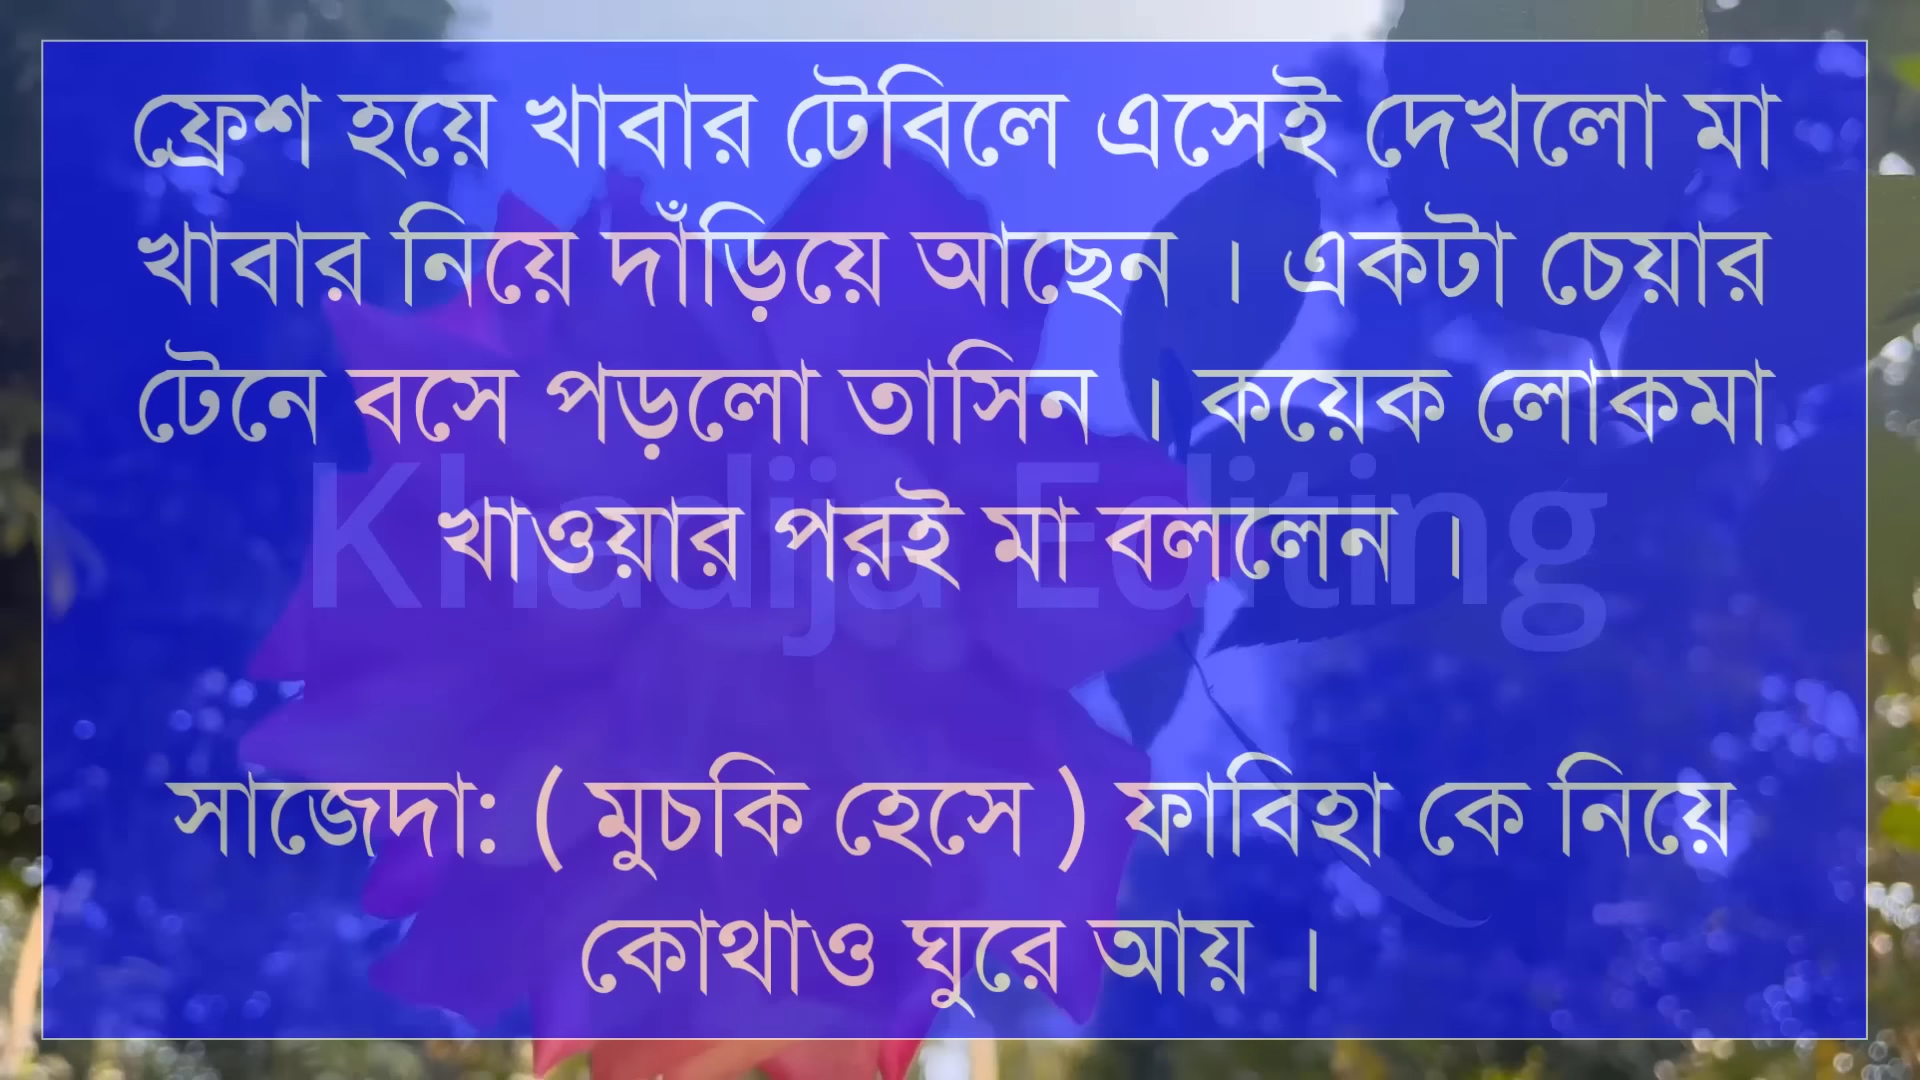 ফ্রেশ হয়ে খাবার টেবিলে এসেই দেখলো মা
খাবার নিয়ে দাঁড়িয়ে আছেন । একটা চেয়ার
টেনে বসে পড়লো তাসিন । কয়েক লোকমা
খাওয়ার পরই মা বললেন ।
Khadija Editing
সাজেদা: ( মুচকি হেসে ) ফাবিহা কে নিয়ে
কোথাও ঘুরে আয় ।